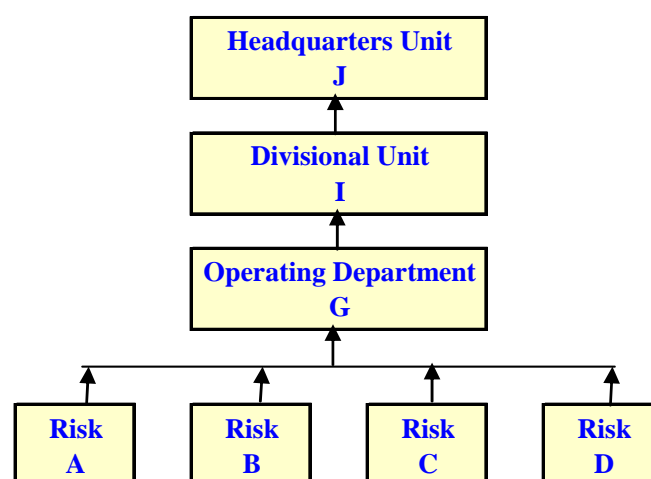 Headquarters Unit
J
Divisional Unit
I
Operating Department
G
Risk
A
Risk
B
Risk
C
Risk
D